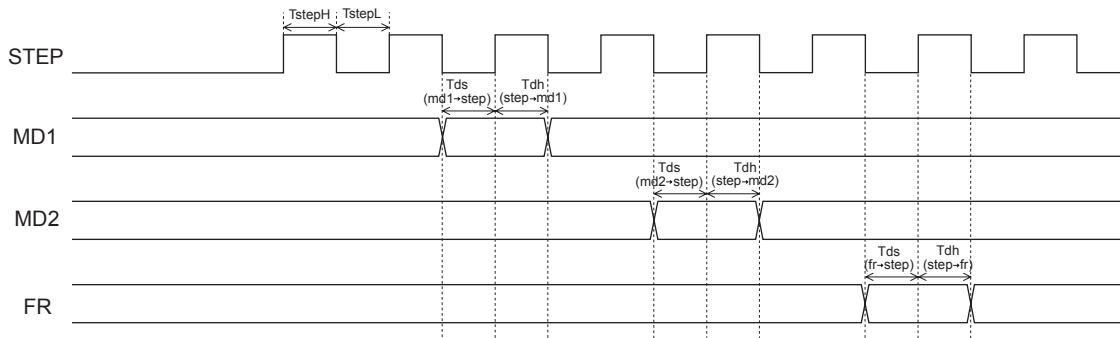 TstepH TstepL
STEP
Tds Tdh
(md1→step) (step→md1)
MD1
Tds Tdh
(md2→step) (step→md2)
MD2
Tds Tdh
(fr→step) (step→fr)
FR